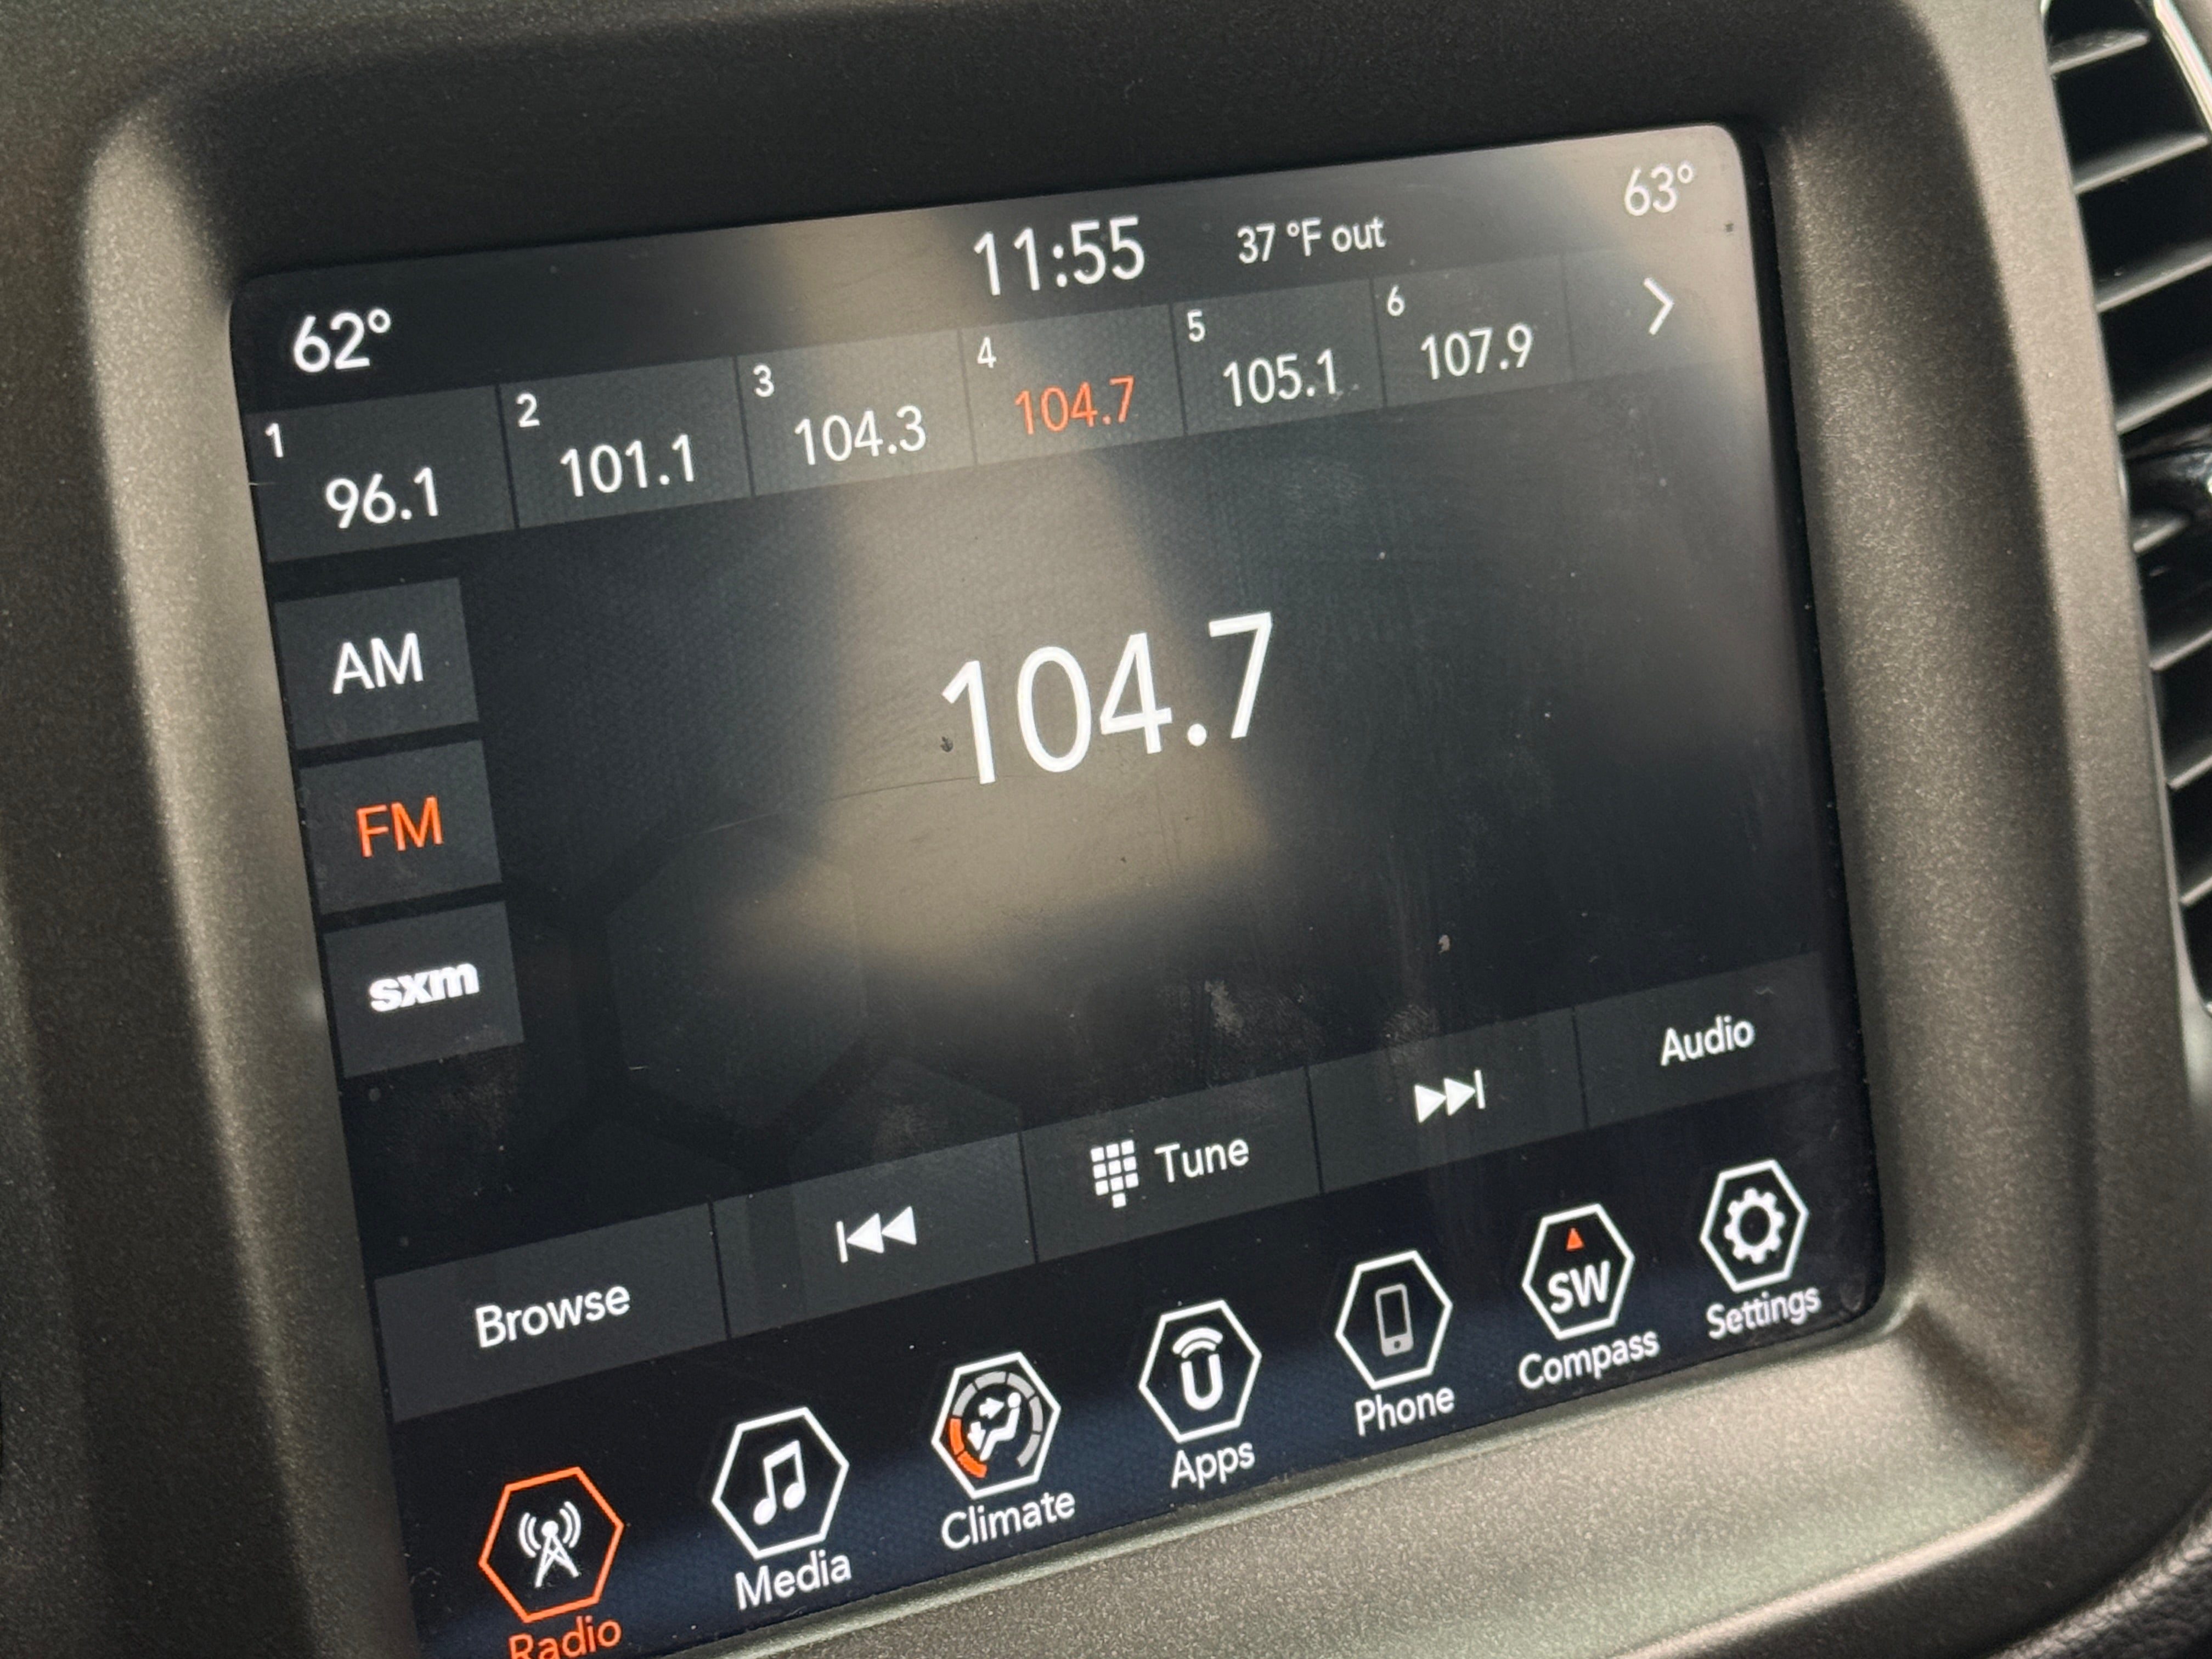 62° 11:55 37 °F out 63°
1 2 3 4 5 6
96.1 101.1 104.3 104.7 105.1 107.9
AM
FM
sxm
104.7
Browse Tune Audio
SW
Radio Media Climate Apps Phone Compass Settings